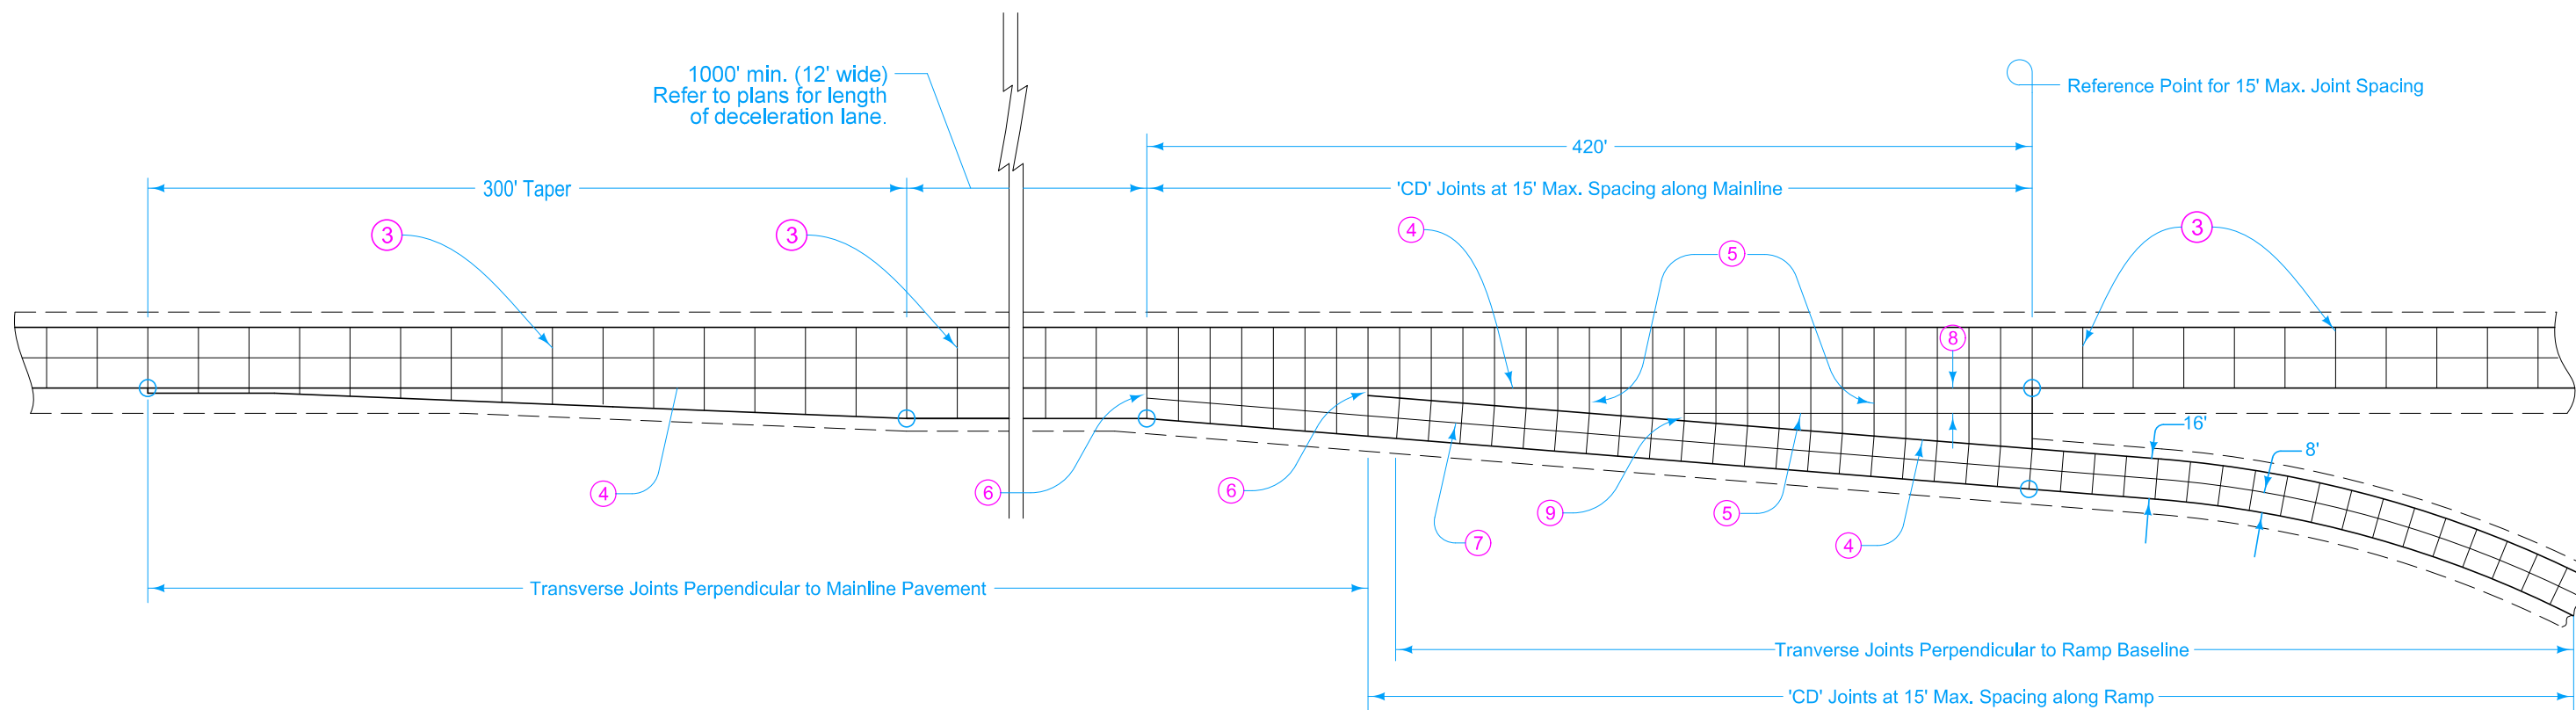 1000' min. (12' wide)
Refer to plans for length
of deceleration lane.
Reference Point for 15' Max. Joint Spacing
420'
300' Taper
'CD' Joints at 15' Max. Spacing along Mainline
3
3
4
5
3
8
16'
8'
4
6
6
9
5
7
4
Transverse Joints Perpendicular to Mainline Pavement
Tranverse Joints Perpendicular to Ramp Baseline
'CD' Joints at 15' Max. Spacing along Ramp